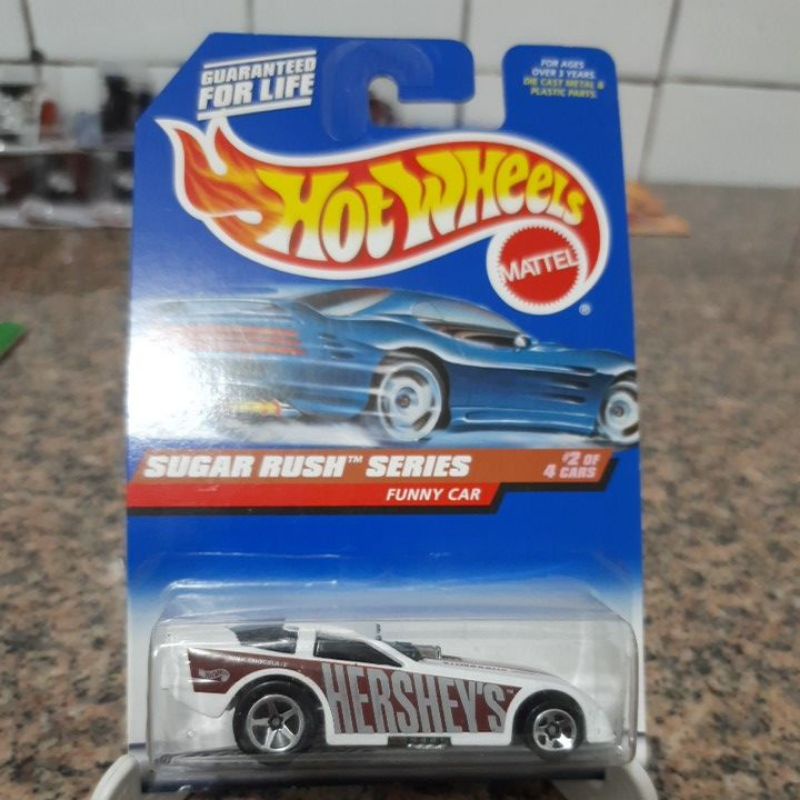 GUARANTEED
FOR LIFE
FOR AGES
OVER 3 YEARS.
DIE CAST METAL &
PLASTIC PARTS.
HOT WHEELS
MATTEL
®
SUGAR RUSH™ SERIES
#2 OF
4 CARS
FUNNY CAR
HERSHEY'S™